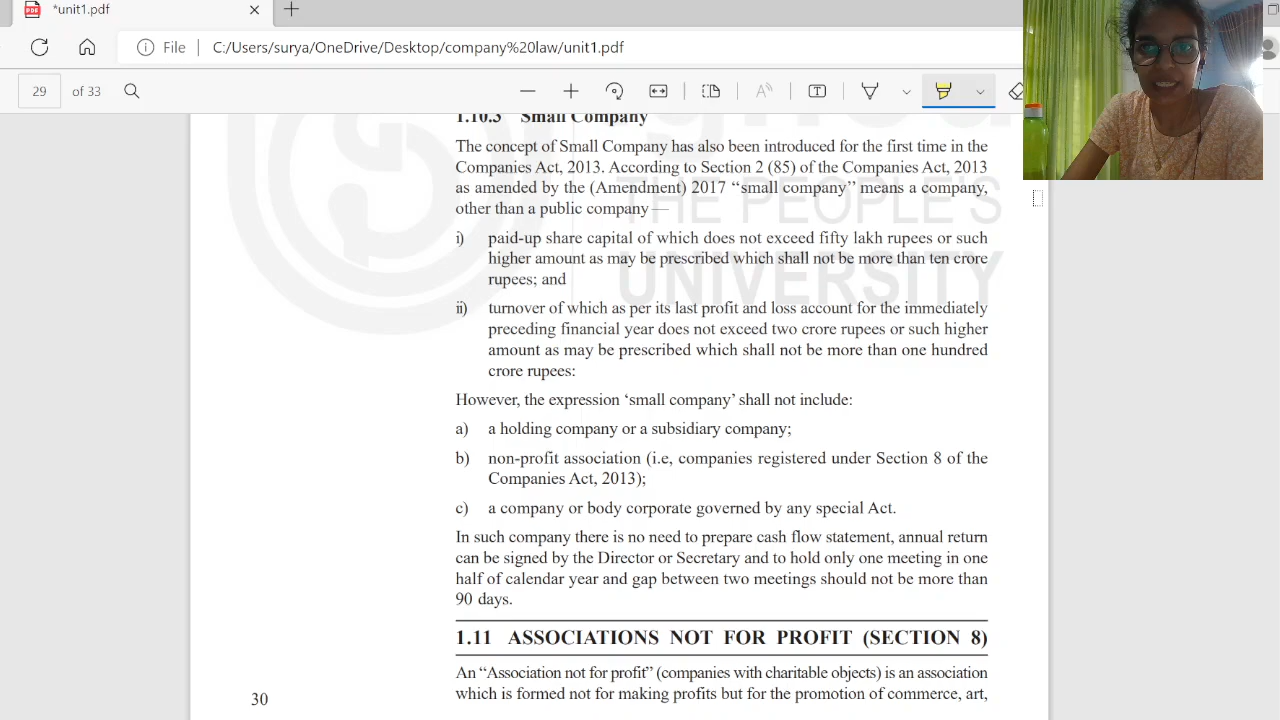 *unit1.pdf
File C:/Users/surya/OneDrive/Desktop/company%20law/unit1.pdf
29 of 33
1.10.3 Small Company
The concept of Small Company has also been introduced for the first time in the
Companies Act, 2013. According to Section 2 (85) of the Companies Act, 2013
as amended by the (Amendment) 2017 “small company” means a company,
other than a public company—
i) paid-up share capital of which does not exceed fifty lakh rupees or such
higher amount as may be prescribed which shall not be more than ten crore
rupees; and
ii) turnover of which as per its last profit and loss account for the immediately
preceding financial year does not exceed two crore rupees or such higher
amount as may be prescribed which shall not be more than one hundred
crore rupees:
However, the expression ‘small company’ shall not include:
a) a holding company or a subsidiary company;
b) non-profit association (i.e, companies registered under Section 8 of the
Companies Act, 2013);
c) a company or body corporate governed by any special Act.
In such company there is no need to prepare cash flow statement, annual return
can be signed by the Director or Secretary and to hold only one meeting in one
half of calendar year and gap between two meetings should not be more than
90 days.
1.11 ASSOCIATIONS NOT FOR PROFIT (SECTION 8)
An “Association not for profit” (companies with charitable objects) is an association
which is formed not for making profits but for the promotion of commerce, art,
30
THE PEOPLE'S
UNIVERSITY